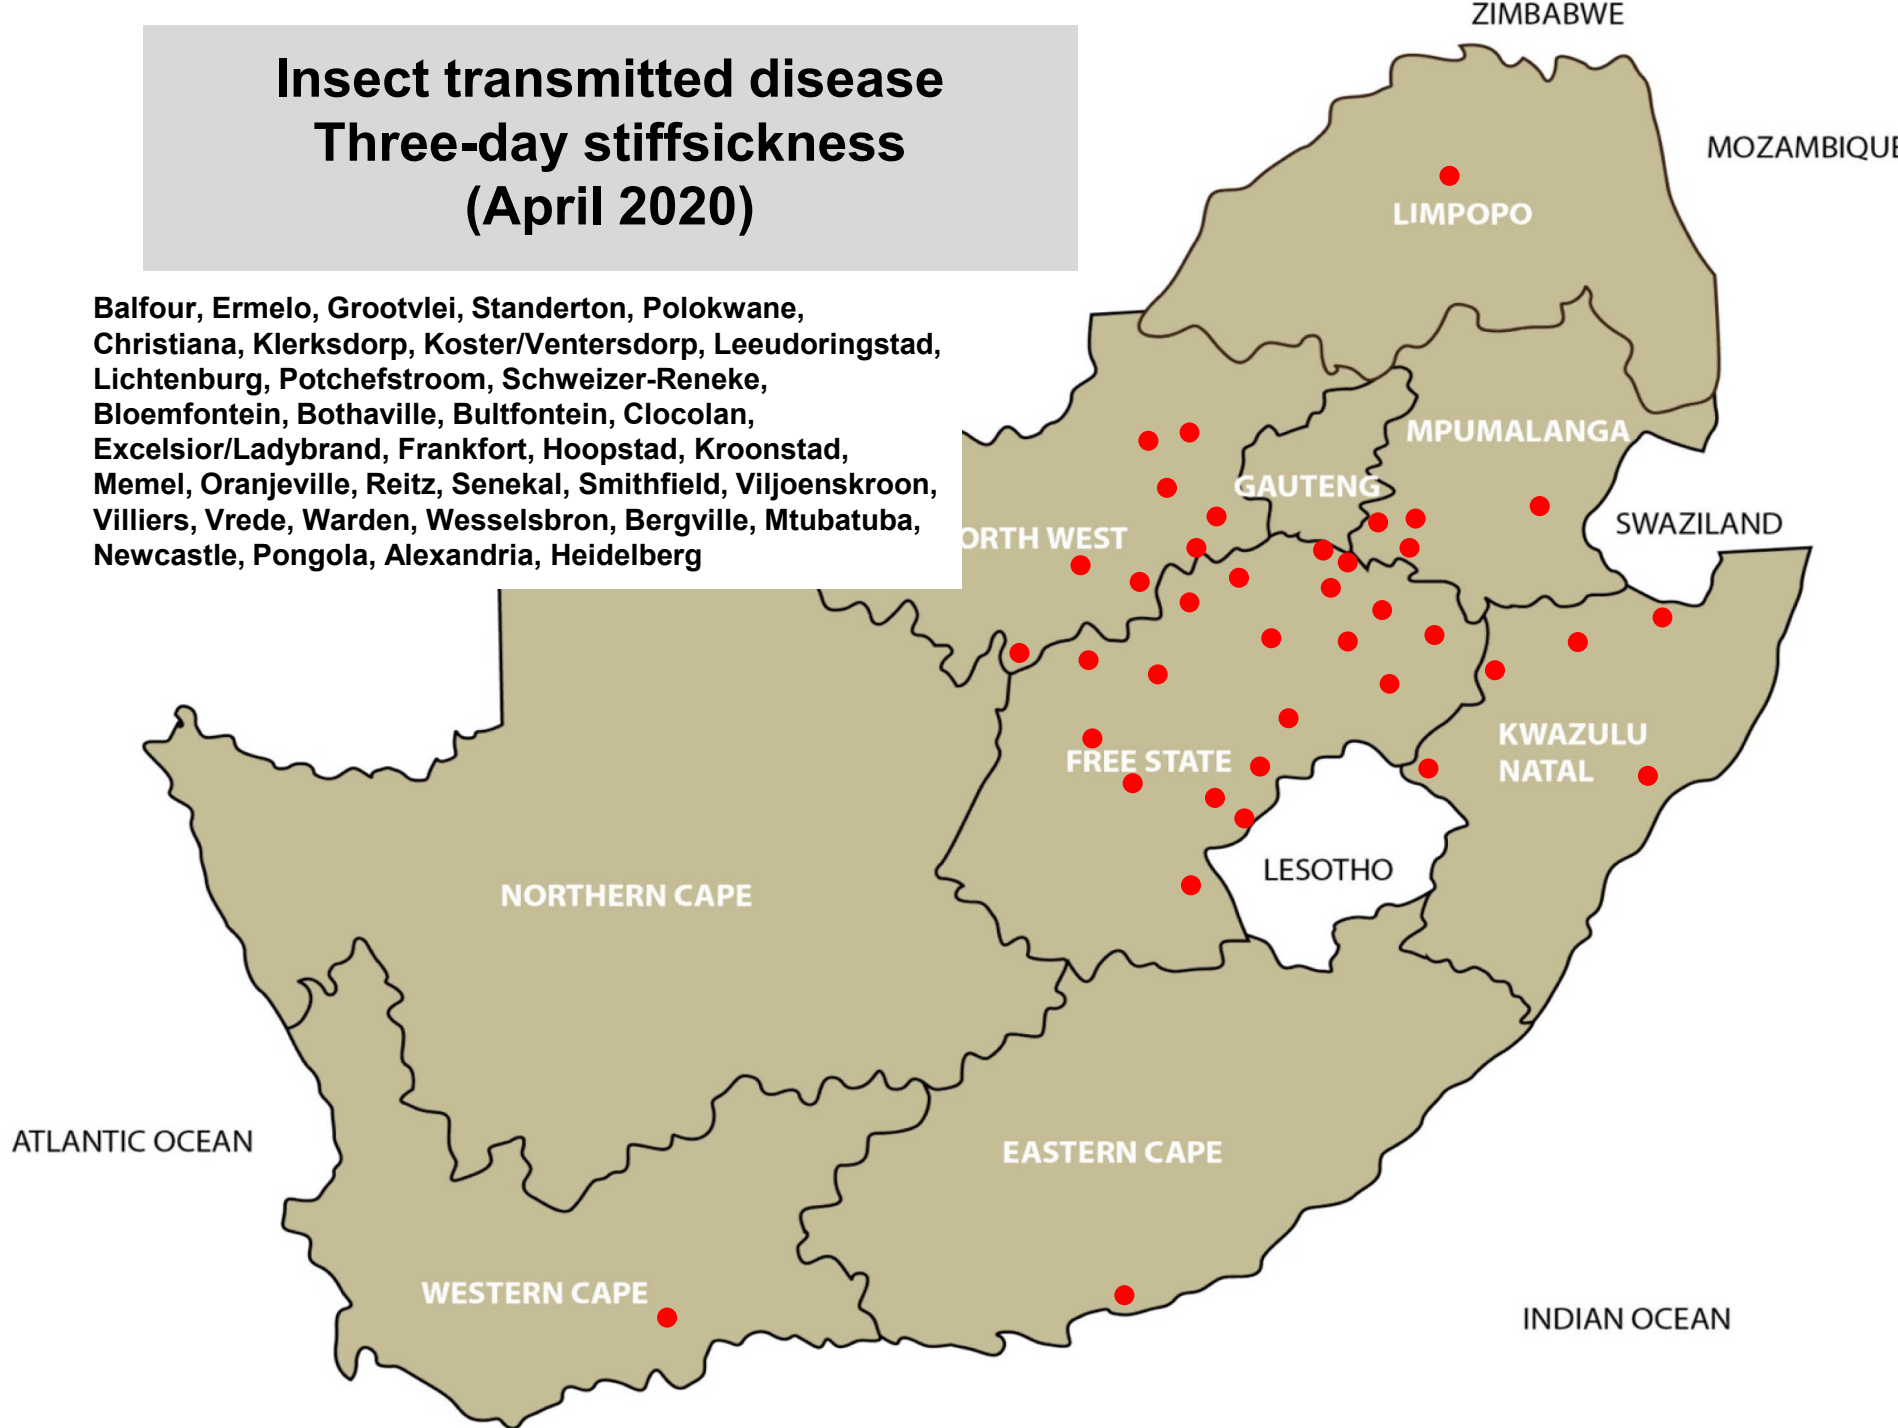 ZIMBABWE
Insect transmitted disease
Three-day stiffsickness
(April 2020)
MOZAMBIQUE
LIMPOPO
Balfour, Ermelo, Grootvlei, Standerton, Polokwane,
Christiana, Klerksdorp, Koster/Ventersdorp, Leeudoringstad,
Lichtenburg, Potchefstroom, Schweizer-Reneke,
Bloemfontein, Bothaville, Bultfontein, Clocolan,
Excelsior/Ladybrand, Frankfort, Hoopstad, Kroonstad,
Memel, Oranjeville, Reitz, Senekal, Smithfield, Viljoenskroon,
Villiers, Vrede, Warden, Wesselsbron, Bergville, Mtubatuba,
Newcastle, Pongola, Alexandria, Heidelberg
MPUMALANGA
GAUTENG
SWAZILAND
ORTH WEST
KWAZULU
NATAL
FREE STATE
LESOTHO
NORTHERN CAPE
ATLANTIC OCEAN
EASTERN CAPE
WESTERN CAPE
INDIAN OCEAN